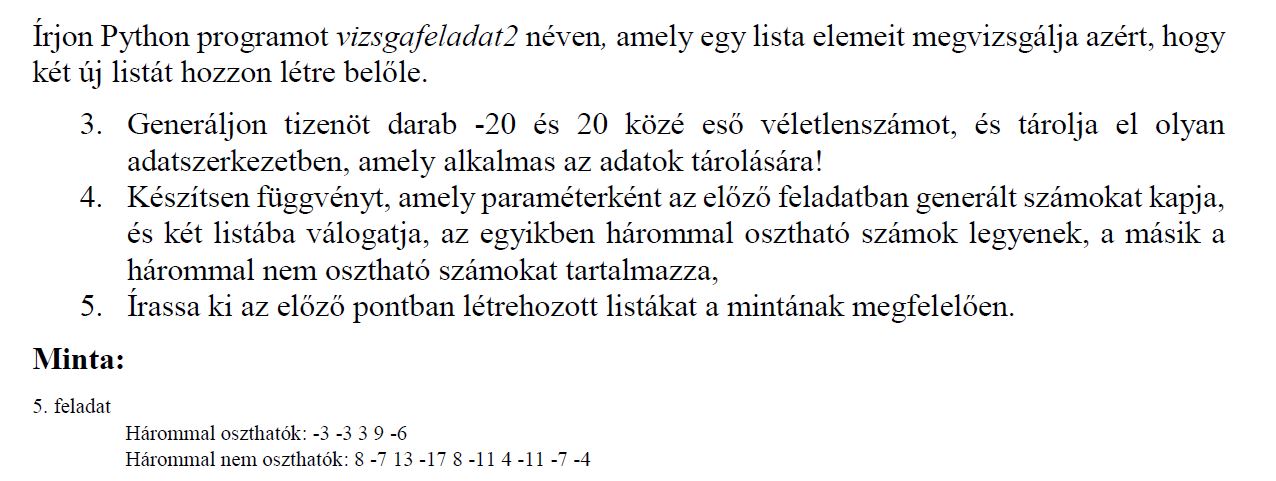 Írjon Python programot vizsgafeladat2 néven, amely egy lista elemeit megvizsgálja azért, hogy
két új listát hozzon létre belőle.
3. Generáljon tizenöt darab -20 és 20 közé eső véletlenszámot, és tárolja el olyan
adatszerkezetben, amely alkalmas az adatok tárolására!
4. Készítsen függvényt, amely paraméterként az előző feladatban generált számokat kapja,
és két listába válogatja, az egyikben hárommal osztható számok legyenek, a másik a
hárommal nem osztható számokat tartalmazza,
5. Írassa ki az előző pontban létrehozott listákat a mintának megfelelően.
Minta:
5. feladat
Hárommal oszthatók: -3 -3 3 9 -6
Hárommal nem oszthatók: 8 -7 13 -17 8 -11 4 -11 -7 -4